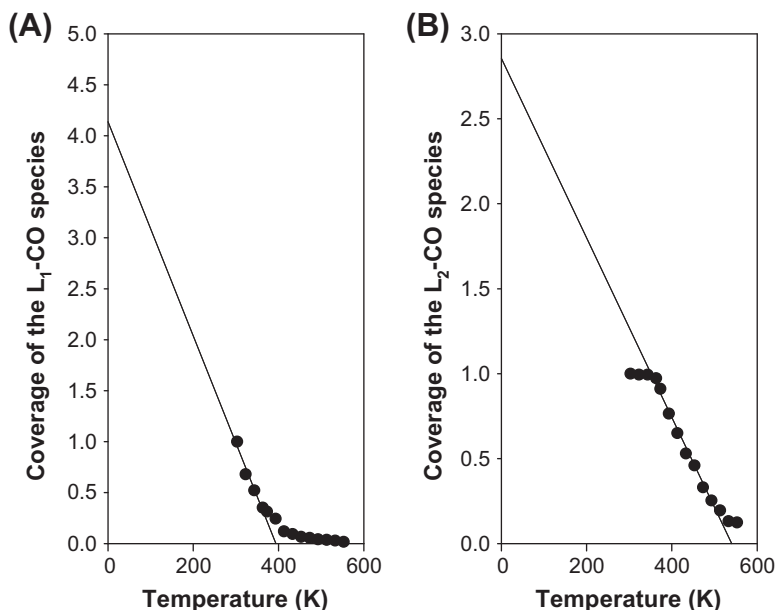 (A)
Coverage of the L1-CO species
5.0
4.5
4.0
3.5
3.0
2.5
2.0
1.5
1.0
0.5
0.0
0 200 400 600
Temperature (K)
(B)
Coverage of the L2-CO species
3.0
2.5
2.0
1.5
1.0
0.5
0.0
0 200 400 600
Temperature (K)